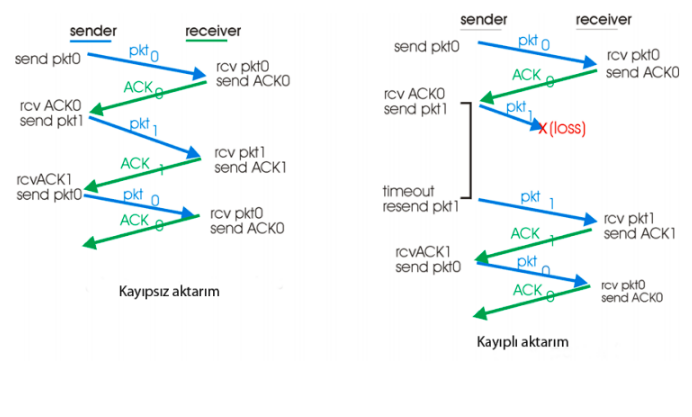 sender receiver
send pkt0
pkt 0
rcv pkt0
send ACK0
ACK 0
rcv ACK0
send pkt1
pkt 1
rcv pkt1
send ACK1
ACK 1
rcvACK1
send pkt0
pkt 0
rcv pkt0
send ACK0
ACK 0
Kayıpsız aktarım
sender receiver
send pkt0
pkt 0
rcv pkt0
send ACK0
ACK 0
rcv ACK0
send pkt1
pkt 1
X (loss)
timeout
resend pkt1
pkt 1
rcv pkt1
send ACK1
ACK 1
rcvACK1
send pkt0
pkt 0
rcv pkt0
send ACK0
ACK 0
Kayıplı aktarım